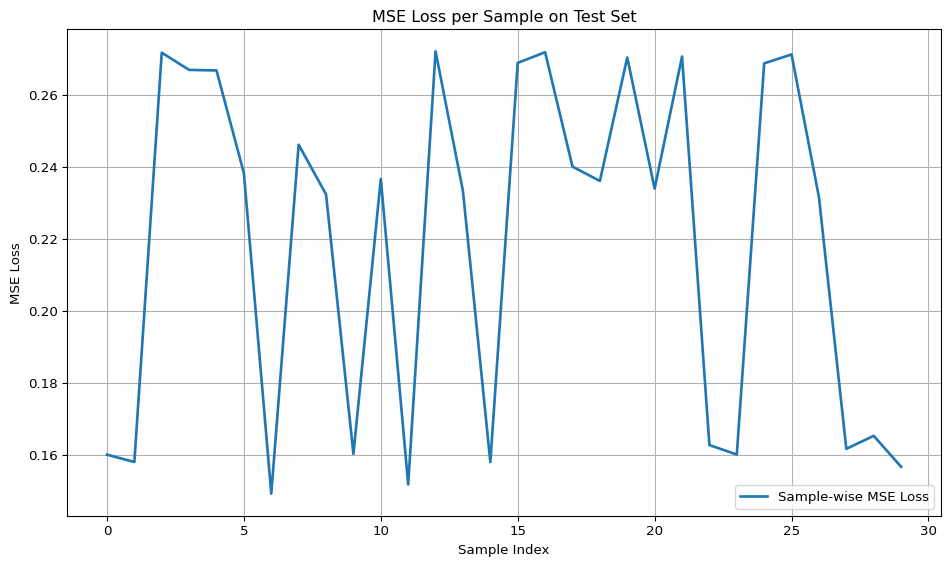 MSE Loss per Sample on Test Set
MSE Loss
0.26
0.24
0.22
0.20
0.18
0.16
0 5 10 15 20 25 30
Sample Index
Sample-wise MSE Loss